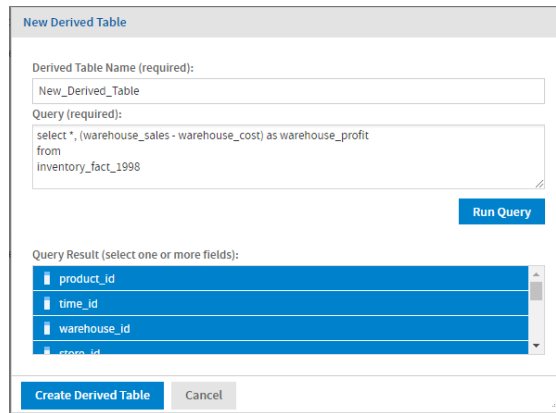 New Derived Table
Derived Table Name (required):
New_Derived_Table
Query (required):
select *, (warehouse_sales - warehouse_cost) as warehouse_profit
from
inventory_fact_1998
Run Query
Query Result (select one or more fields):
product_id
time_id
warehouse_id
store_id
Create Derived Table Cancel